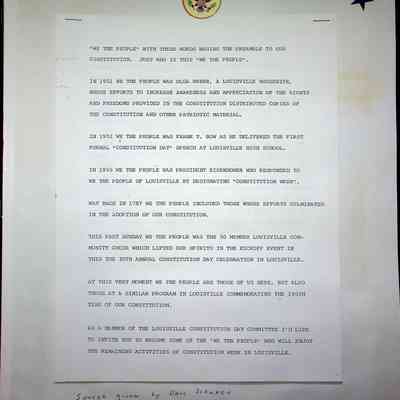 "WE THE PEOPLE" WITH THESE WORDS BEGINS THE PREAMBLE TO OUR
CONSTITUTION. JUST WHO IS THIS "WE THE PEOPLE".
IN 1952 WE THE PEOPLE WAS OLGA WEBER, A LOUISVILLE HOUSEWIFE,
WHOSE EFFORTS TO INCREASE AWARENESS AND APPRECIATION OF THE RIGHTS
AND FREEDOMS PROVIDED IN THE CONSTITUTION DISTRIBUTED COPIES OF
THE CONSTITUTION AND OTHER PATRIOTIC MATERIAL.
IN 1952 WE THE PEOPLE WAS FRANK T. BOW AS HE DELIVERED THE FIRST
FORMAL "CONSTITUTION DAY" SPEECH AT LOUISVILLE HIGH SCHOOL.
IN 1955 WE THE PEOPLE WAS PRESIDENT EISENHOWER WHO RESPONDED TO
WE THE PEOPLE OF LOUISVILLE BY DESIGNATING "CONSTITUTION WEEK".
WAY BACK IN 1787 WE THE PEOPLE INCLUDED THOSE WHOSE EFFORTS CULMINATED
IN THE ADOPTION OF OUR CONSTITUTION.
THIS PAST SUNDAY WE THE PEOPLE WAS THE 50 MEMBER LOUISVILLE COM-
MUNITY CHOIR WHICH LIFTED OUR SPIRITS IN THE KICKOFF EVENT IN
THIS THE 30TH ANNUAL CONSTITUTION DAY CELEBRATION IN LOUISVILLE.
AT THIS VERY MOMENT WE THE PEOPLE ARE THOSE OF US HERE, BUT ALSO
THOSE AT A SIMILAR PROGRAM IN LOUISVILLE COMMEMORATING THE
SING OF OUR CONSTITUTION.
AS A MEMBER OF THE LOUISVILLE CONSTITUTION DAY COMMITTEE I'D LIKE
TO INVITE YOU TO BECOME SOME OF THE "WE THE PEOPLE" WHO WILL ENJOY
THE REMAINING ACTIVITIES OF CONSTITUTION WEEK IN LOUISVILLE.
SPEECH GIVEN BY